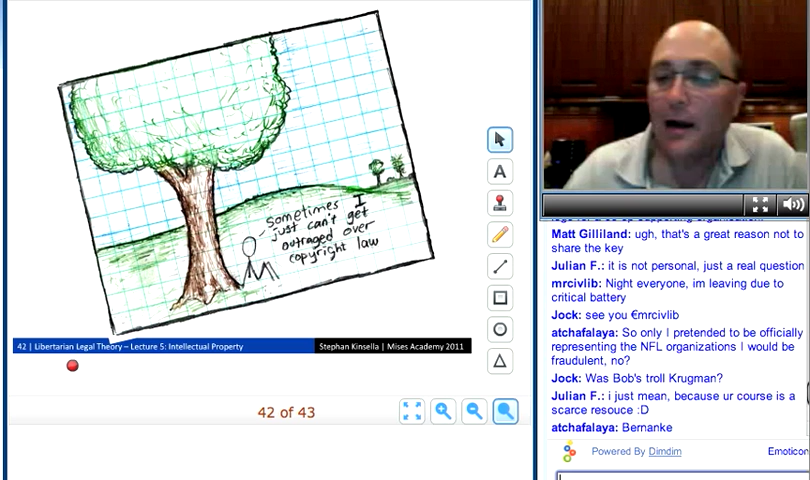 Sometimes I
just can't get
outraged over
copyright law
42 | Libertarian Legal Theory – Lecture 5: Intellectual Property
Stephan Kinsella | Mises Academy 2011
A
42 of 43
Matt Gilliland: ugh, that's a great reason not to
share the key
Julian F.: it is not personal, just a real question
mrcivlib: Night everyone, im leaving due to
critical battery
Jock: see you €mrcivlib
atchafalaya: So only I pretended to be officially
representing the NFL organizations I would be
fraudulent, no?
Jock: Was Bob's troll Krugman?
Julian F.: i just mean, because ur course is a
scarce resouce :D
atchafalaya: Bernanke
Powered By Dimdim
Emoticon